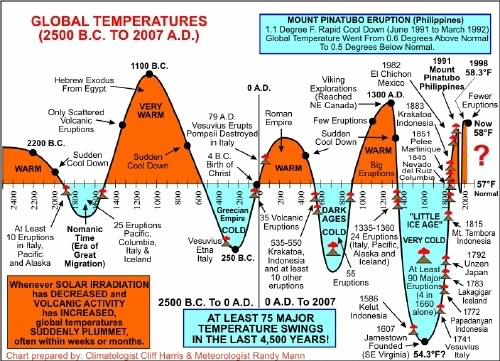 GLOBAL TEMPERATURES
(2500 B.C. TO 2007 A.D.)
MOUNT PINATUBO ERUPTION (Philippines)
1.1 Degree F. Rapid Cool Down (June 1991 to March 1992)
Global Temperature Went From 0.6 Degrees Above Normal
To 0.5 Degrees Below Normal.
1100 B.C.
Hebrew Exodus
From Egypt
VERY
WARM
Only Scattered
Volcanic
Eruptions
2200 B.C.
Sudden
Cool Down
WARM
Sudden
Cool Down
79 A.D.
Vesuvius Erupts
Pompeii Destroyed
in Italy
4 B.C.
Birth of
Christ
0 A.D.
Roman
Empire
WARM
Viking
Explorations
(Reached
NE Canada)
Few Eruptions
Sudden
Cool Down
1300 A.D.
WARM
Big
Eruptions
1982
El Chichon
Mexico
1991
Mount
Pinatubo
Philippines
1998
58.3°F
Fewer
Eruptions
Now
58°F
?
1883
Krakatoa
Indonesia
1851
Pelee
Martinique
1845
Nevado
del Ruiz
Columbia
57°F
Normal
2400
2200
2000
At Least
10 Eruptions
in Italy,
Pacific
and Alaska
COLD
Nomanic
Time (Era of
Great
Migration)
25 Eruptions
Pacific,
Columbia,
Italy &
Iceland
Vesuvius
Etna
Italy
Greecian
Empire
COLD
250 B.C.
35 Volcanic
Eruptions
535-550
Krakatoa,
Indonesia
and at least
10 other
eruptions
DARK
AGES
COLD
55
Eruptions
1335-1360
24 Eruptions
(Italy, Pacific,
Alaska and
Iceland)
"LITTLE
ICE AGE"
VERY COLD
At Least
90 Major
Eruptions
(4 in
1660 alone)
1815
Mt. Tambora
Indonesia
1792
Unzen
Japan
1783
Lakagigar
Iceland
1772
Papadanyan
Indonesia
1741
Vesuvius
Italy
1586
Kelut
Indonesia
1607
Jamestown
Founded
(SE Virginia)
54.3°F?
Whenever SOLAR IRRADIATION
has DECREASED and
VOLCANIC ACTIVITY
has INCREASED,
global temperatures
SUDDENLY PLUMMET,
often within weeks or months.
2500 B.C. TO 0 A.D.
0 A.D. TO 2007
AT LEAST 75 MAJOR
TEMPERATURE SWINGS
IN THE LAST 4,500 YEARS!
Chart prepared by: Climatologist Cliff Harris & Meteorologist Randy Mann